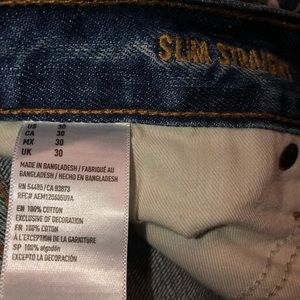 SLIM STRAIGHT
US 30
CA 30
MX 30
UK 30
MADE IN BANGLADESH / FABRIQUÉ AU
BANGLADESH / HECHO EN BANGLADESH
RN 54485 / CA 83873
EN 100% COTTON
EXCLUSIVE OF DECORATION
FR 100% COTON
À L'EXCEPTION DE LA GARNITURE
SP 100% algodón
EXCEPTO LA DECORACIÓN